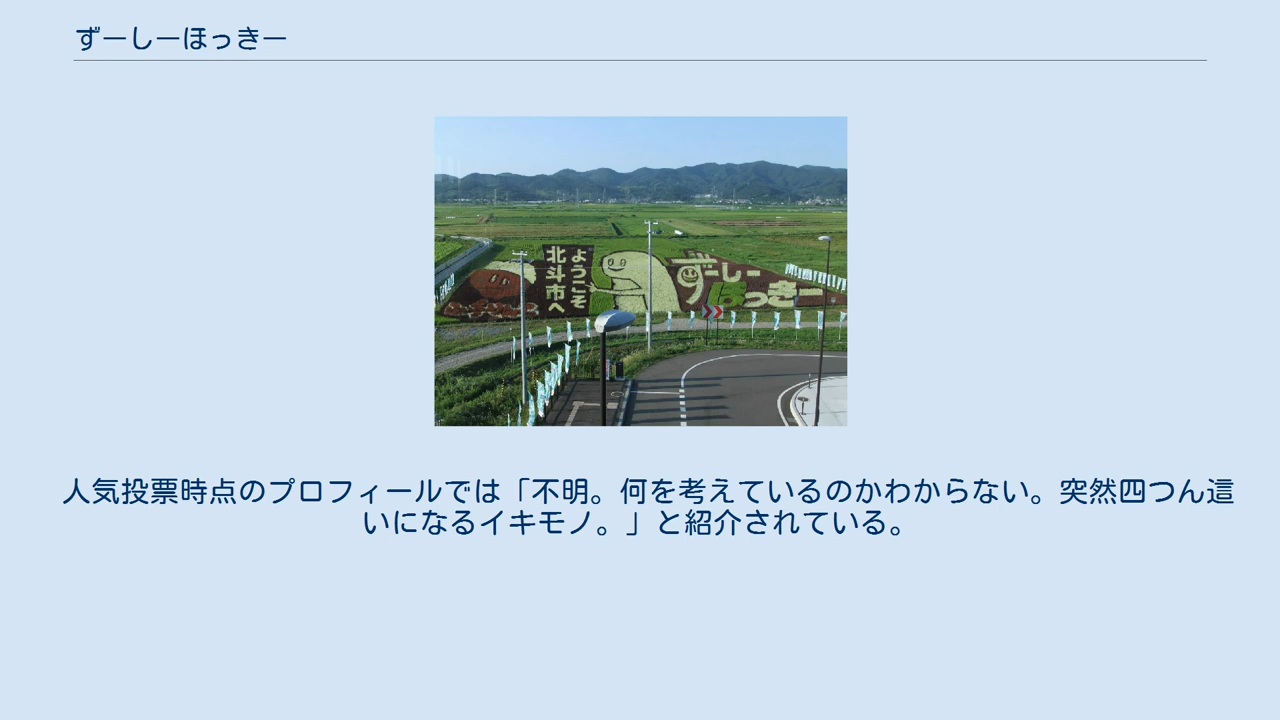 ずーしーほっきー
ようこそ
北斗市へ
ずーしー
ほっきー
人気投票時点のプロフィールでは「不明。何を考えているのかわからない。突然四つん這
いになるイキモノ。」と紹介されている。